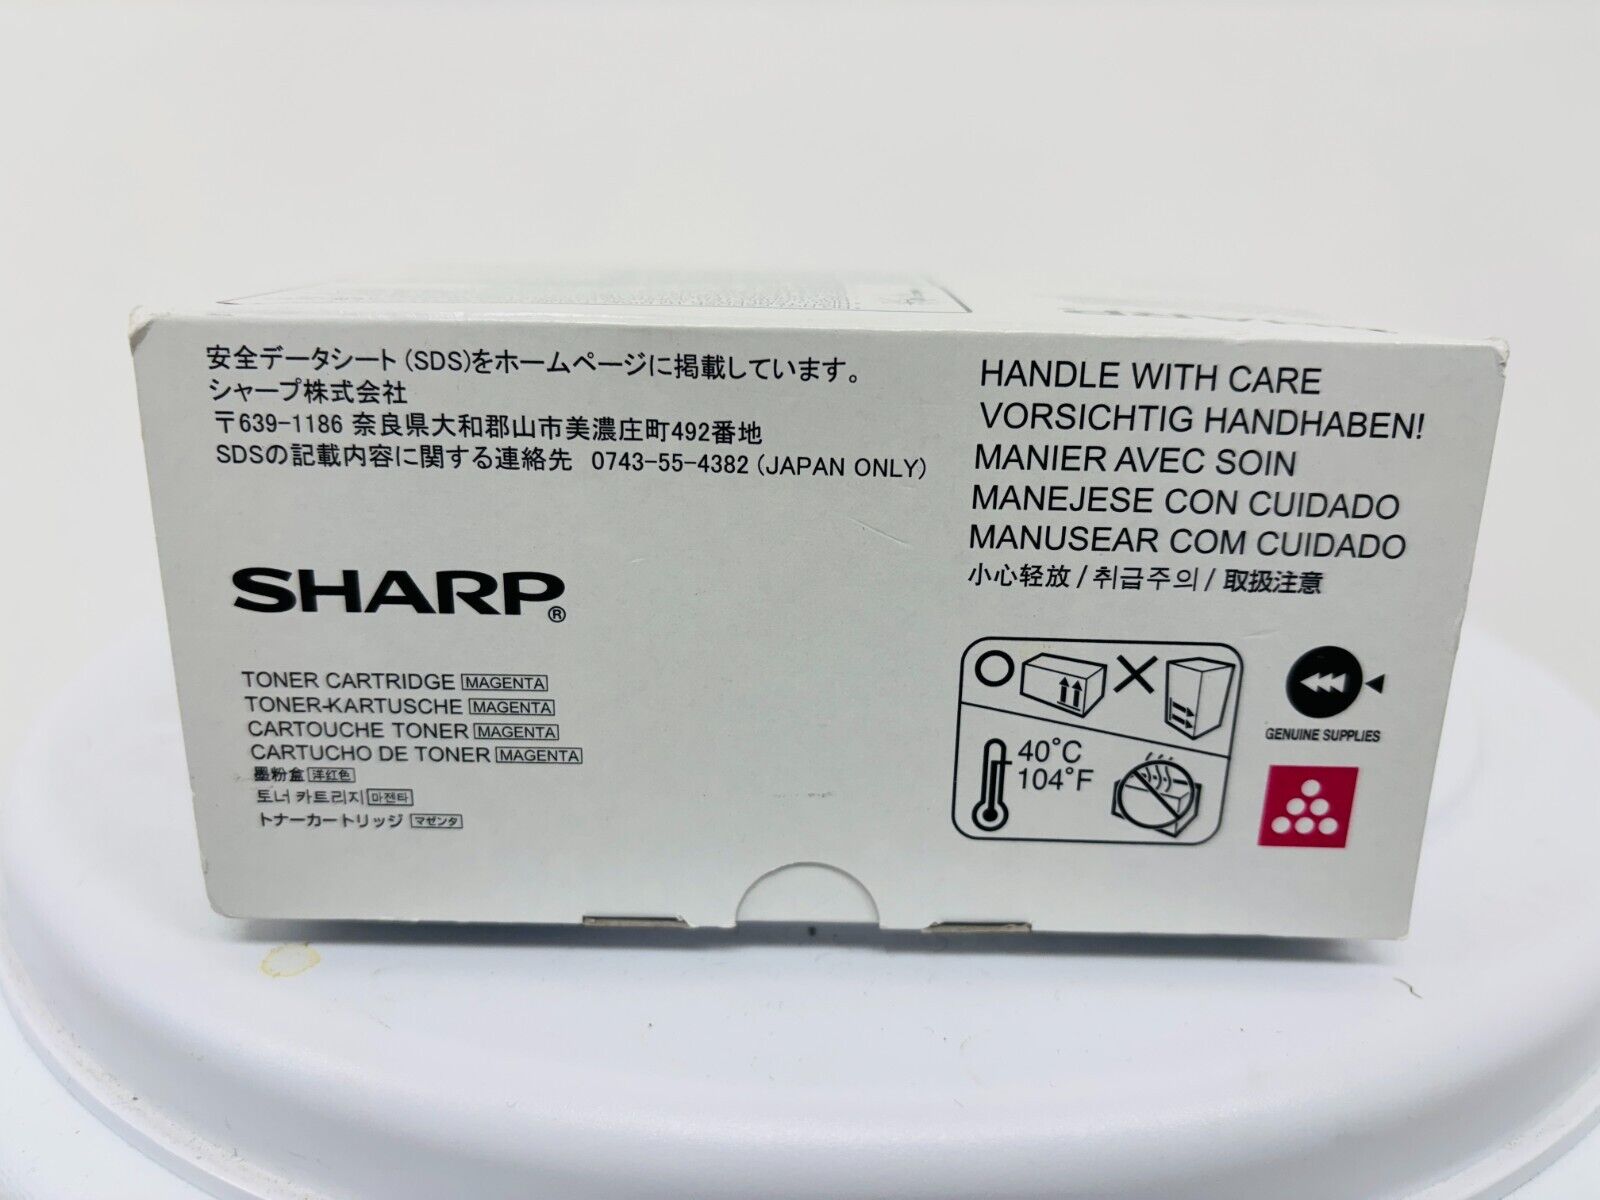 安全データシート(SDS)をホームページに掲載しています。
シャープ株式会社
〒639-1186 奈良県大和郡山市美濃庄町492番地
SDSの記載内容に関する連絡先 0743-55-4382 (JAPAN ONLY)
SHARP®
TONER CARTRIDGE MAGENTA
TONER-KARTUSCHE MAGENTA
CARTOUCHE TONER MAGENTA
CARTUCHO DE TONER MAGENTA
墨粉盒 洋红色
토너 카트리지 마젠타
トナーカートリッジ マゼンタ
HANDLE WITH CARE
VORSICHTIG HANDHABEN!
MANIER AVEC SOIN
MANEJESE CON CUIDADO
MANUSEAR COM CUIDADO
小心轻放 / 취급주의 / 取扱注意
40°C
104°F
GENUINE SUPPLIES